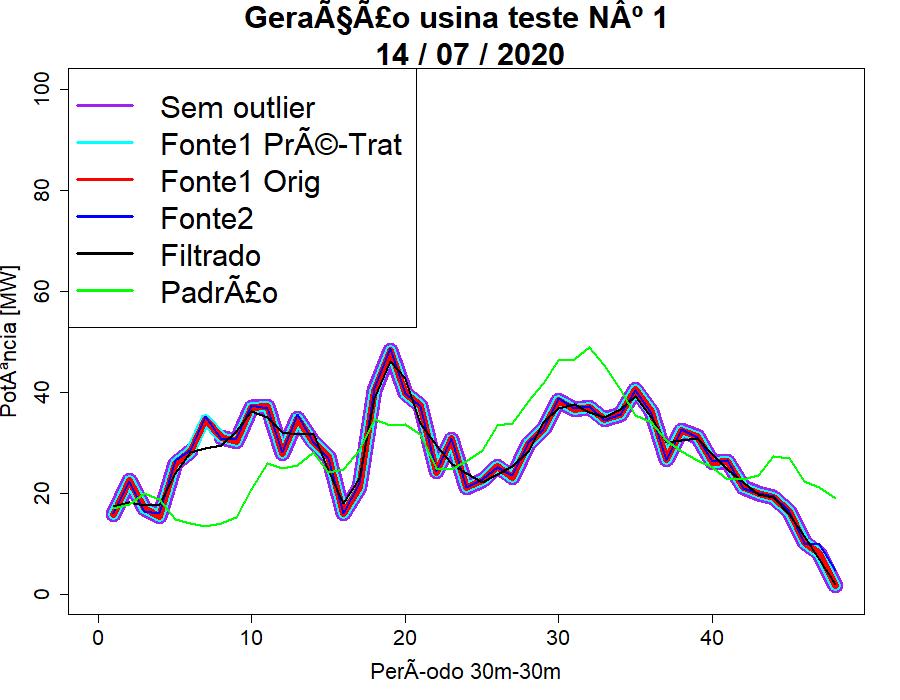 GeraÃ§Ã£o usina teste NÂº 1
14 / 07 / 2020
Sem outlier
Fonte1 PrÃ©-Trat
Fonte1 Orig
Fonte2
Filtrado
PadrÃ£o
PotÃªncia [MW]
100
80
60
40
20
0
0 10 20 30 40
PerÃ-odo 30m-30m